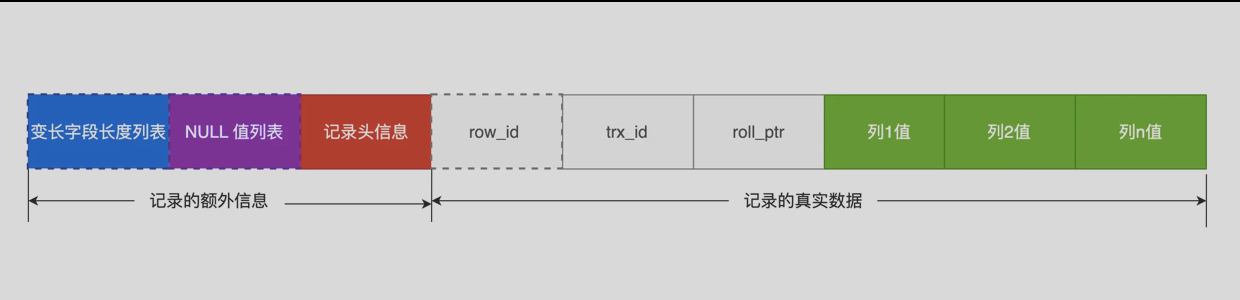 变长字段长度列表
NULL 值列表
记录头信息
row_id
trx_id
roll_ptr
列1值
列2值
列n值
记录的额外信息
记录的真实数据